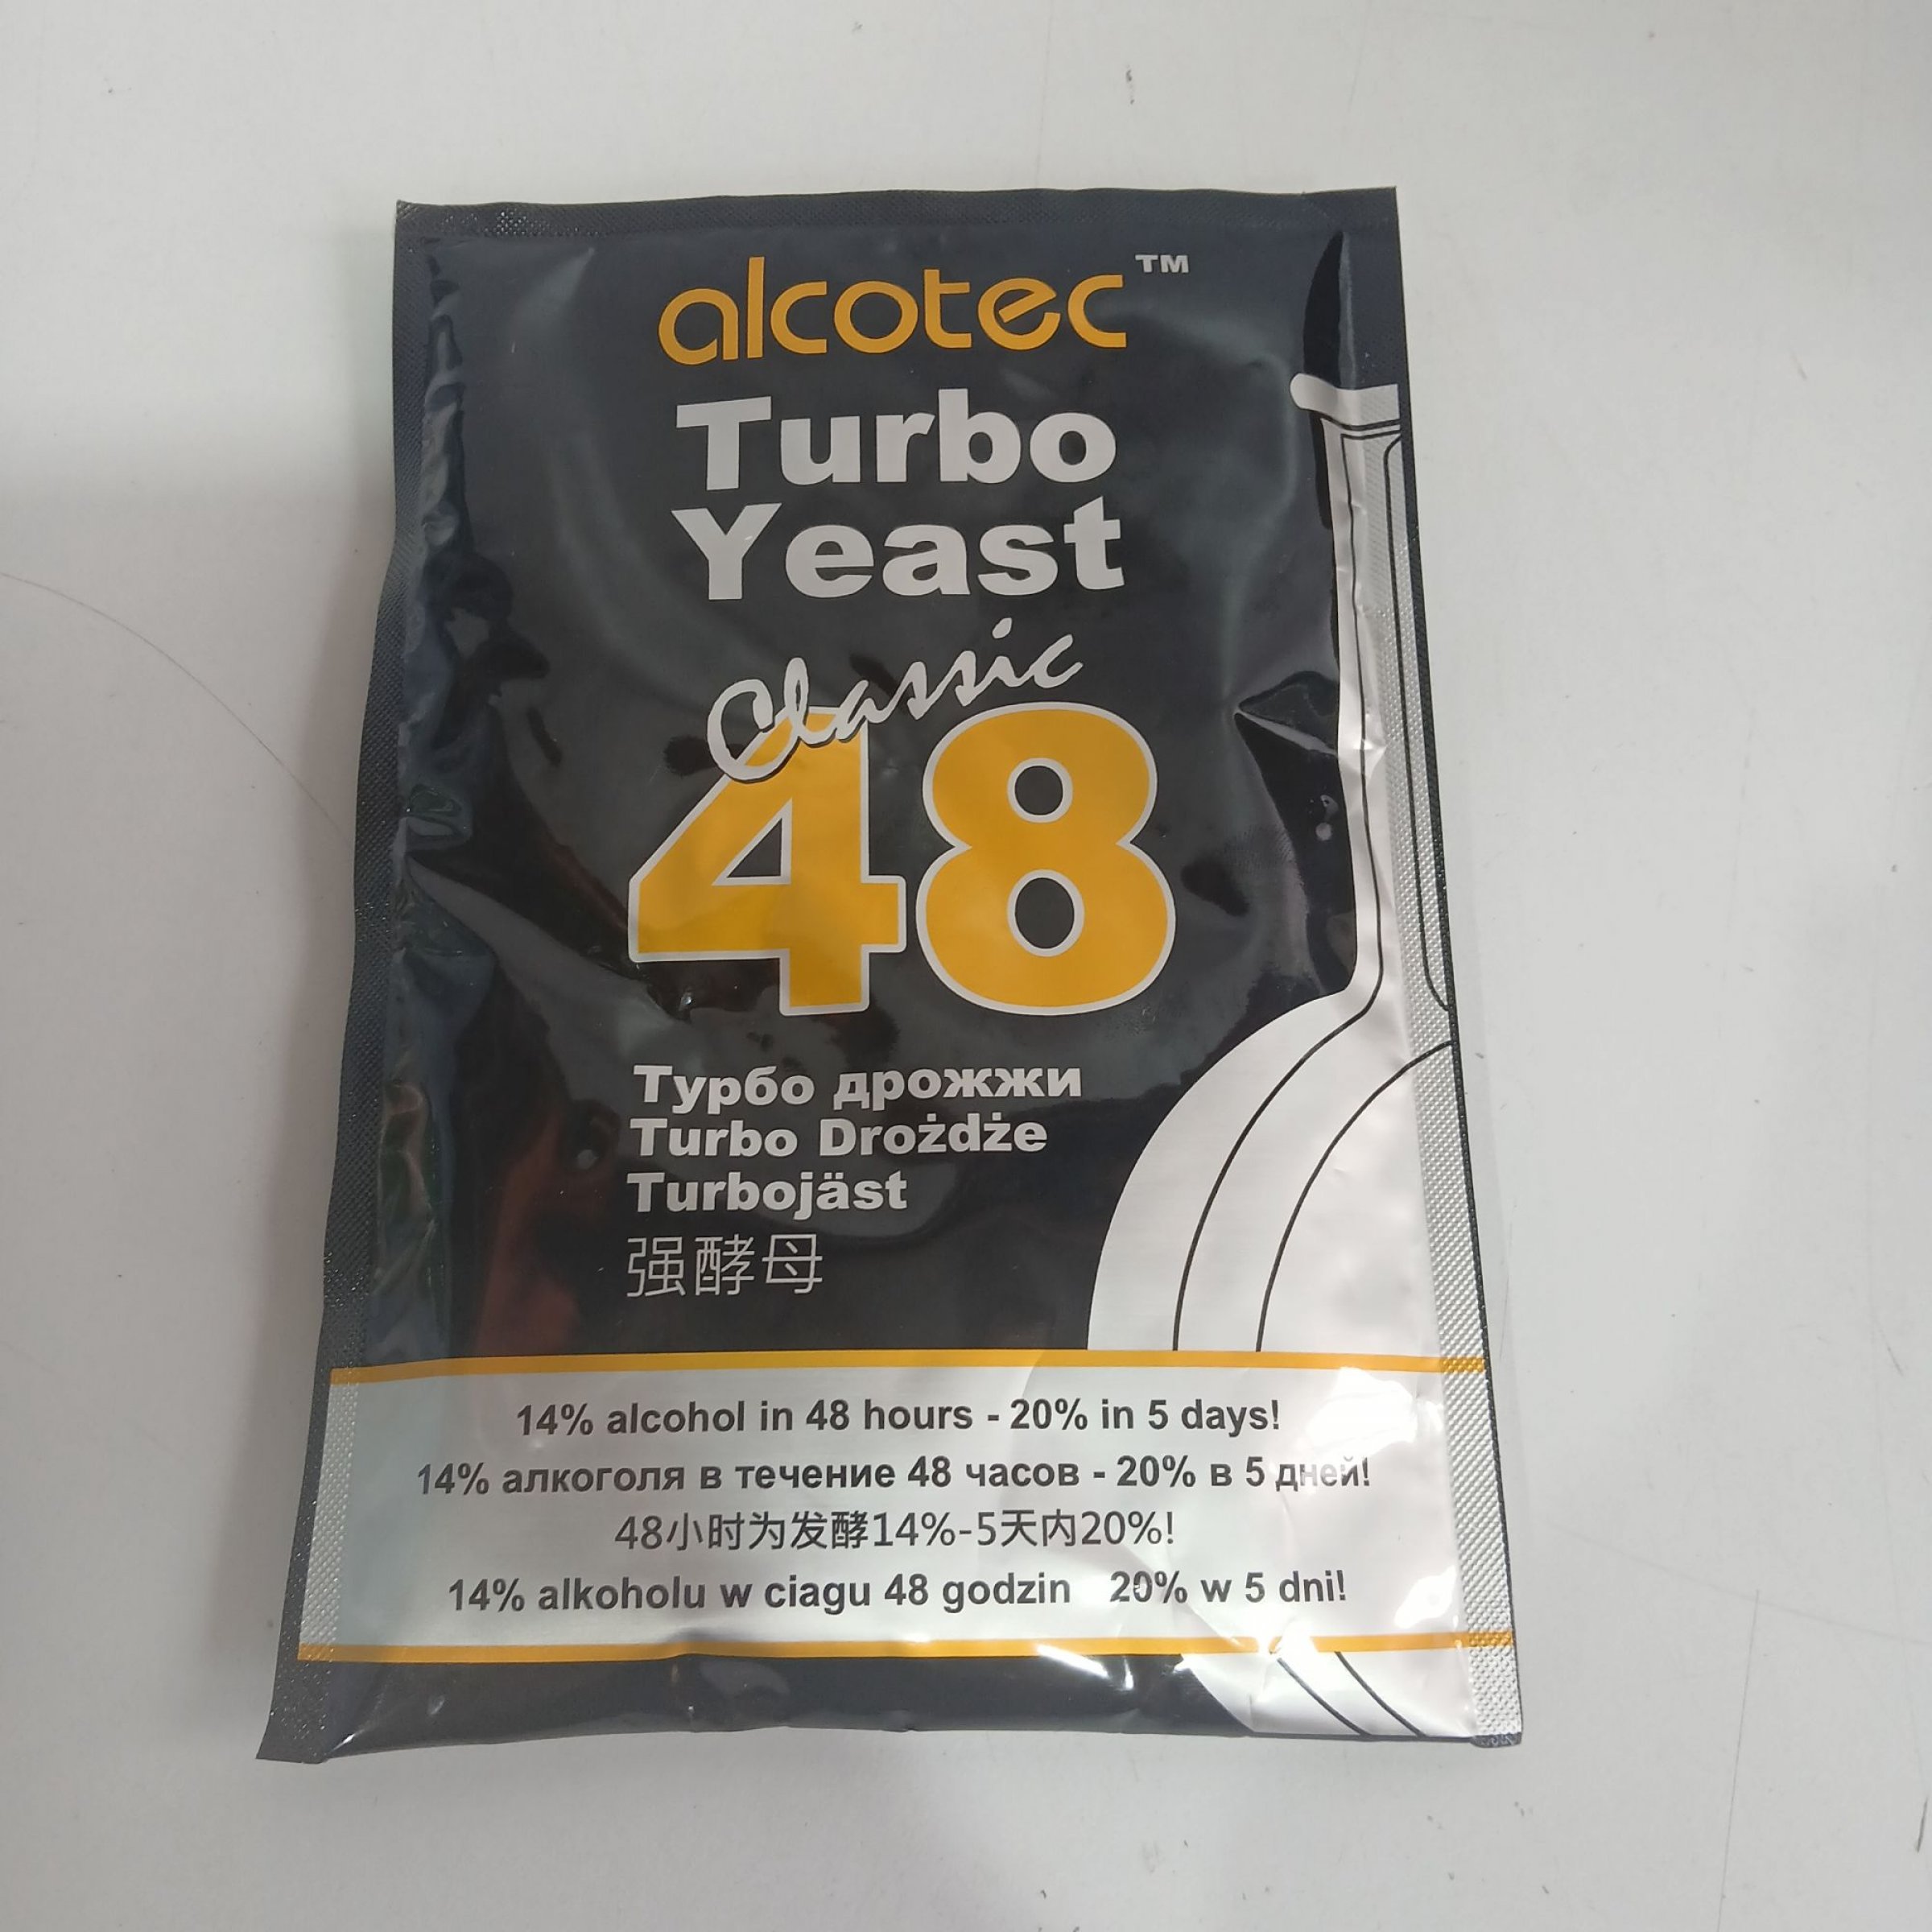 alcotec™
Turbo
Yeast
Classic
48
Турбо дрожжи
Turbo Drożdże
Turbojäst
强酵母
14% alcohol in 48 hours - 20% in 5 days!
14% алкоголя в течение 48 часов - 20% в 5 дней!
48小时为发酵14%-5天内20%!
14% alkoholu w ciagu 48 godzin 20% w 5 dni!